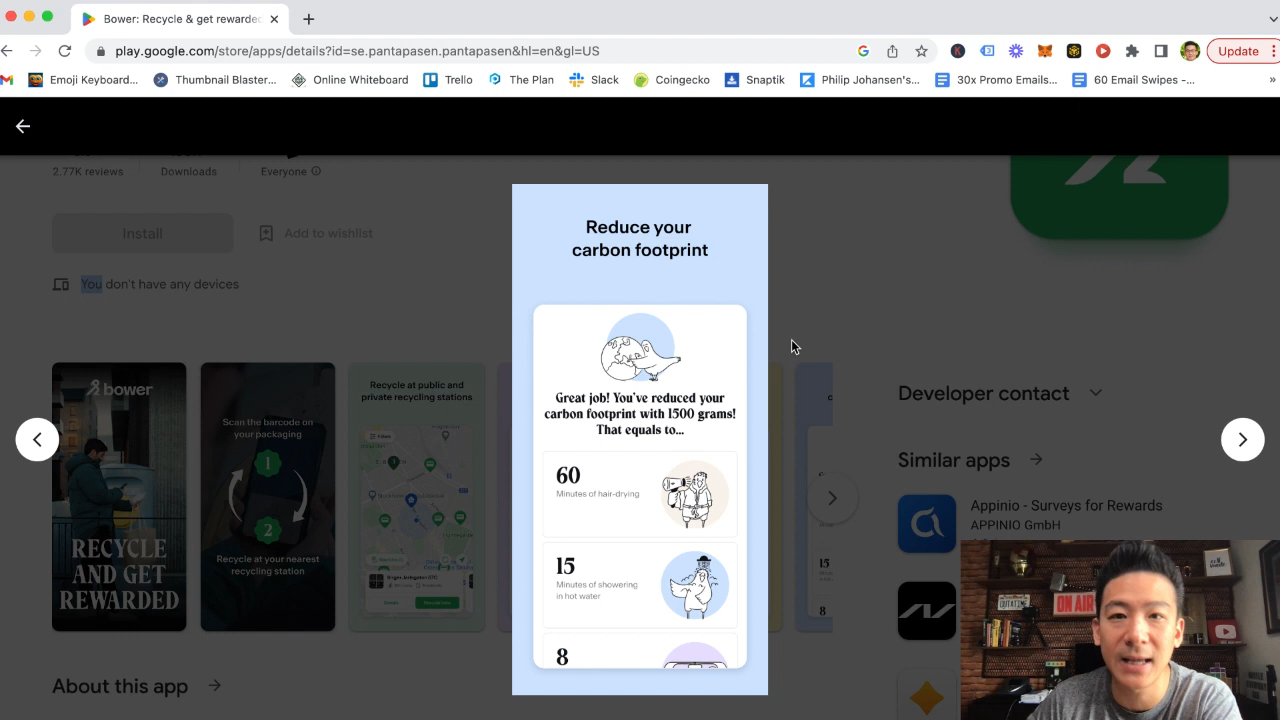 Bower: Recycle & get rewarded
play.google.com/store/apps/details?id=se.pantapasen.pantapasen&hl=en&gl=US
Update
Emoji Keyboard...
Thumbnail Blaster...
Online Whiteboard
Trello
The Plan
Slack
Coingecko
Snaptik
Philip Johansen's...
30x Promo Emails...
60 Email Swipes -...
2.77K reviews
Downloads
Everyone
Install
Add to wishlist
You don't have any devices
bower
RECYCLE
AND GET
REWARDED
Scan the barcode on
your packaging
1
2
Recycle at your nearest
recycling station
Recycle at public and
private recycling stations
Reduce your
carbon footprint
Great job! You've reduced your
carbon footprint with 1500 grams!
That equals to...
60
Minutes of hair-drying
15
Minutes of showering
in hot water
8
15
8
Developer contact
Similar apps
Appinio - Surveys for Rewards
APPINIO GmbH
About this app
ON AIR